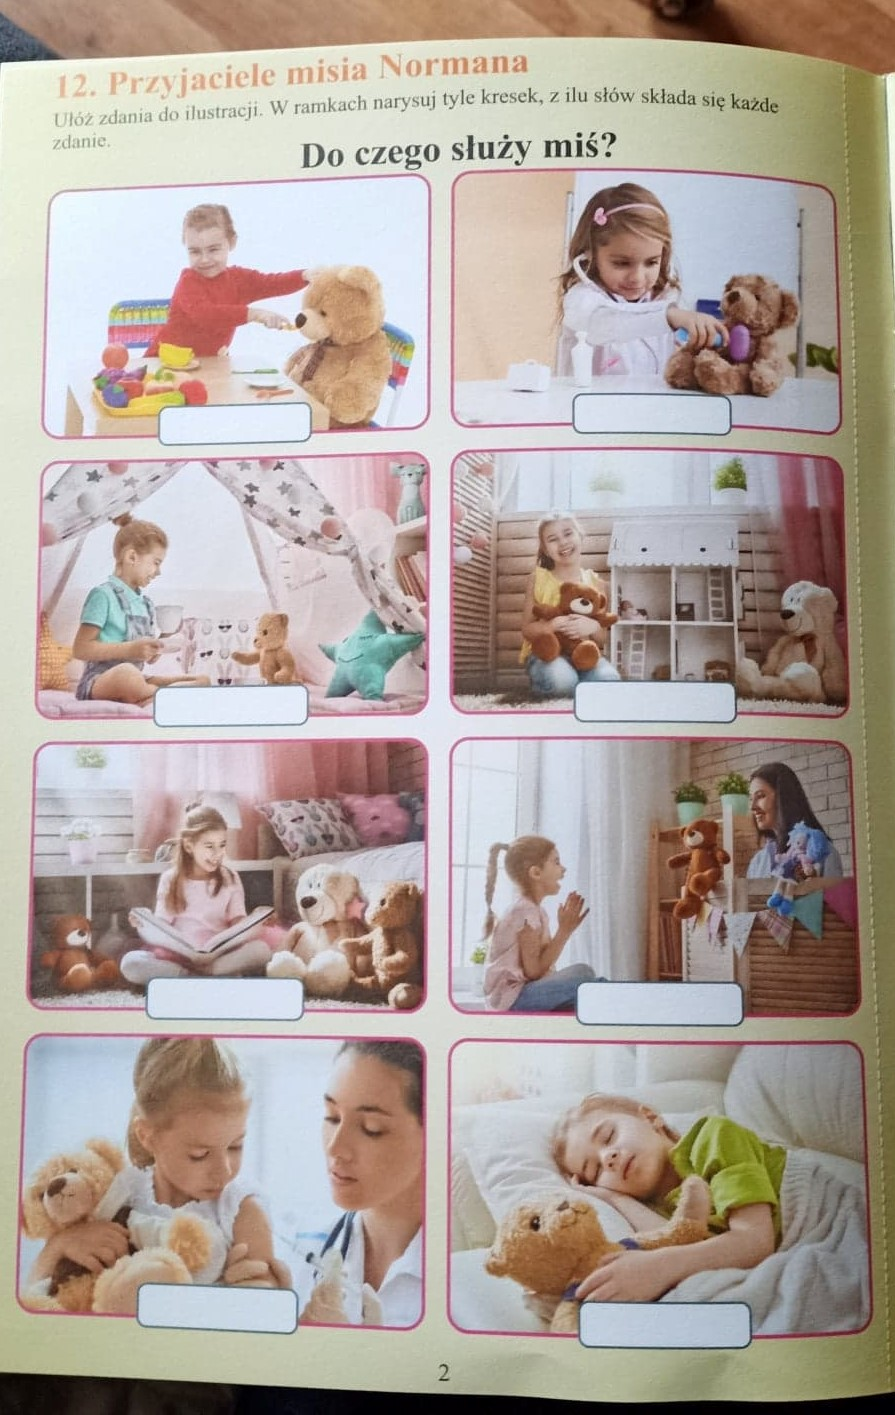 12. Przyjaciele misia Normana
Ułóż zdania do ilustracji. W ramkach narysuj tyle kresek, z ilu słów składa się każde
zdanie.
Do czego służy miś?
2